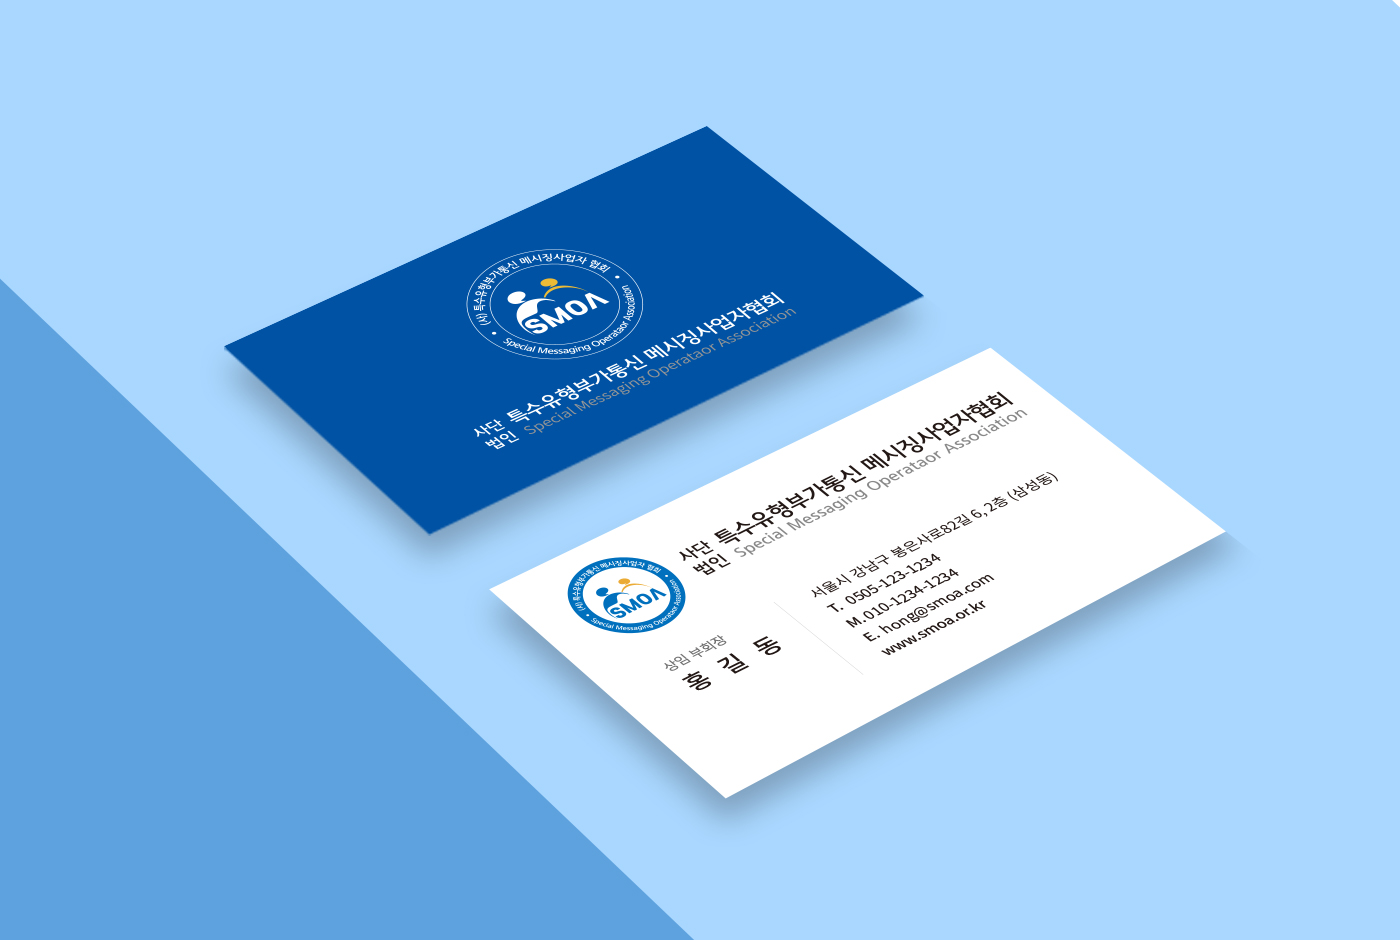 (사) 특수유형부가통신 메시징사업자 협회
SMOA
Special Messaging Operataor Association
사단 법인 특수유형부가통신 메시징사업자협회
Special Messaging Operataor Association
(사) 특수유형부가통신 메시징사업자 협회
SMOA
Special Messaging Operataor Association
사단 법인 특수유형부가통신 메시징사업자협회
Special Messaging Operataor Association
상임 부회장
홍 길 동
서울시 강남구 봉은사로82길 6, 2층 (삼성동)
T. 0505-123-1234
M.010-1234-1234
E. hong@smoa.com
www.smoa.or.kr